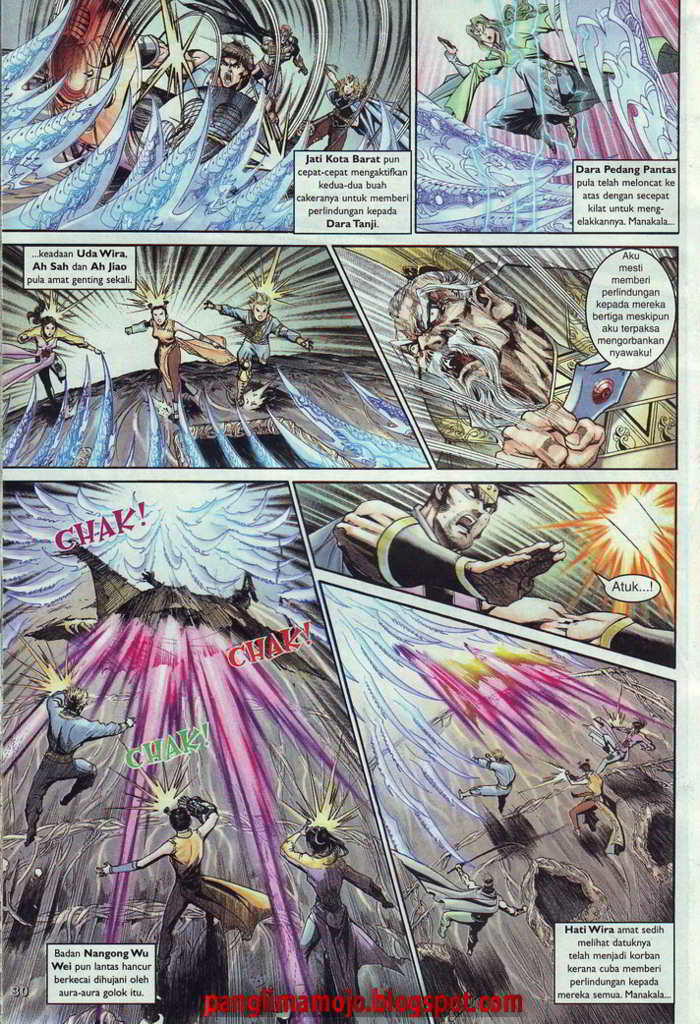 Jati Kota Barat pun
cepat-cepat mengaktifkan
kedua-dua buah
cakeranya untuk memberi
perlindungan kepada
Dara Tanji.
Dara Pedang Pantas
pula telah meloncat ke
atas dengan secepat
kilat untuk meng-
elakkannya. Manakala...
...keadaan Uda Wira,
Ah Sah dan Ah Jiao
pula amat genting sekali.
Aku
mesti
memberi
perlindungan
kepada mereka
bertiga meskipun
aku terpaksa
mengorbankan
nyawaku!
CHAK!
CHAK!
CHAK!
Atuk...!
Badan Nangong Wu
Wei pun lantas hancur
berkecai dihujani oleh
aura-aura golok itu.
Hati Wira amat sedih
melihat datuknya
telah menjadi korban
kerana cuba memberi
perlindungan kepada
mereka semua. Manakala...
30
panglimamojo.blogspot.com